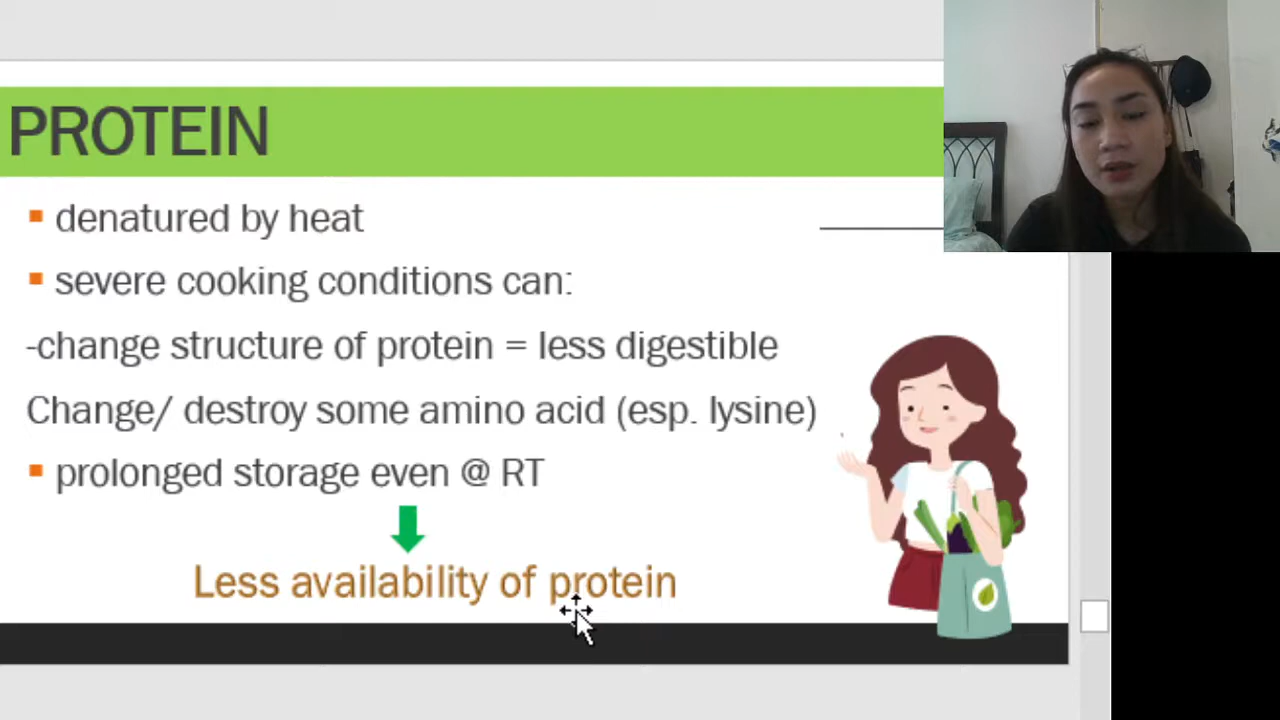 PROTEIN
denatured by heat
severe cooking conditions can:
-change structure of protein = less digestible
Change/ destroy some amino acid (esp. lysine)
prolonged storage even @ RT
Less availability of protein